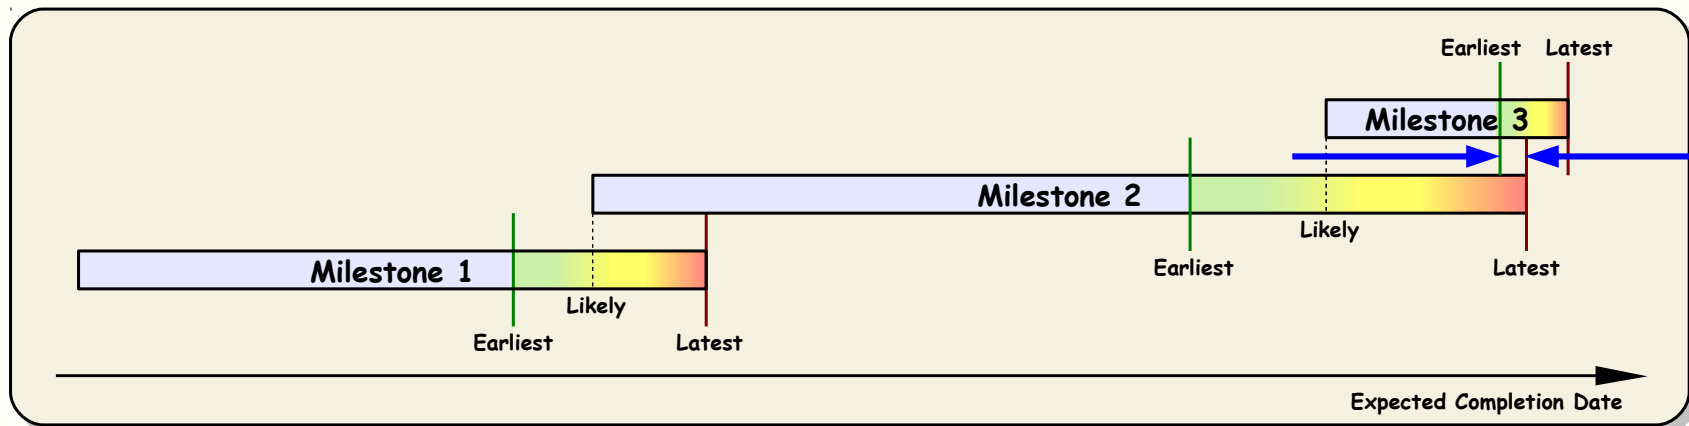 Earliest Latest
Milestone 3
Milestone 2
Likely
Earliest Latest
Milestone 1
Likely
Earliest Latest
Expected Completion Date